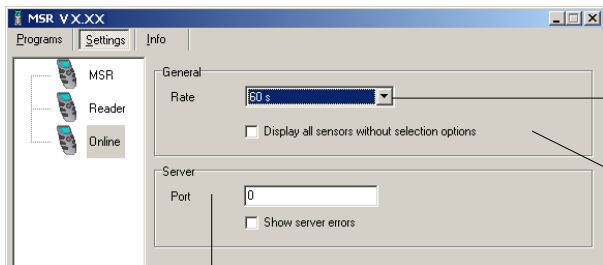 MSR V X.XX
Programs Settings Info
MSR
Reader
Online
General
Rate 60 s
Display all sensors without selection options
Server
Port 0
Show server errors